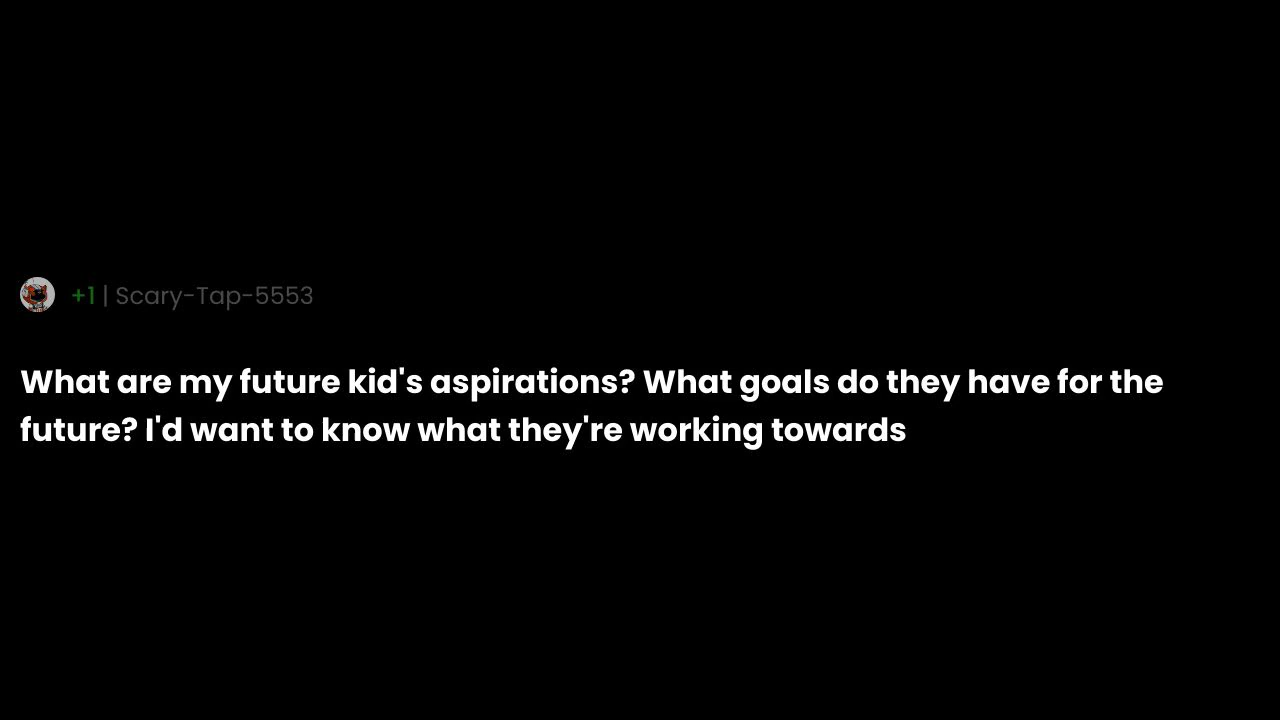 +1 | Scary-Tap-5553
What are my future kid's aspirations? What goals do they have for the
future? I'd want to know what they're working towards